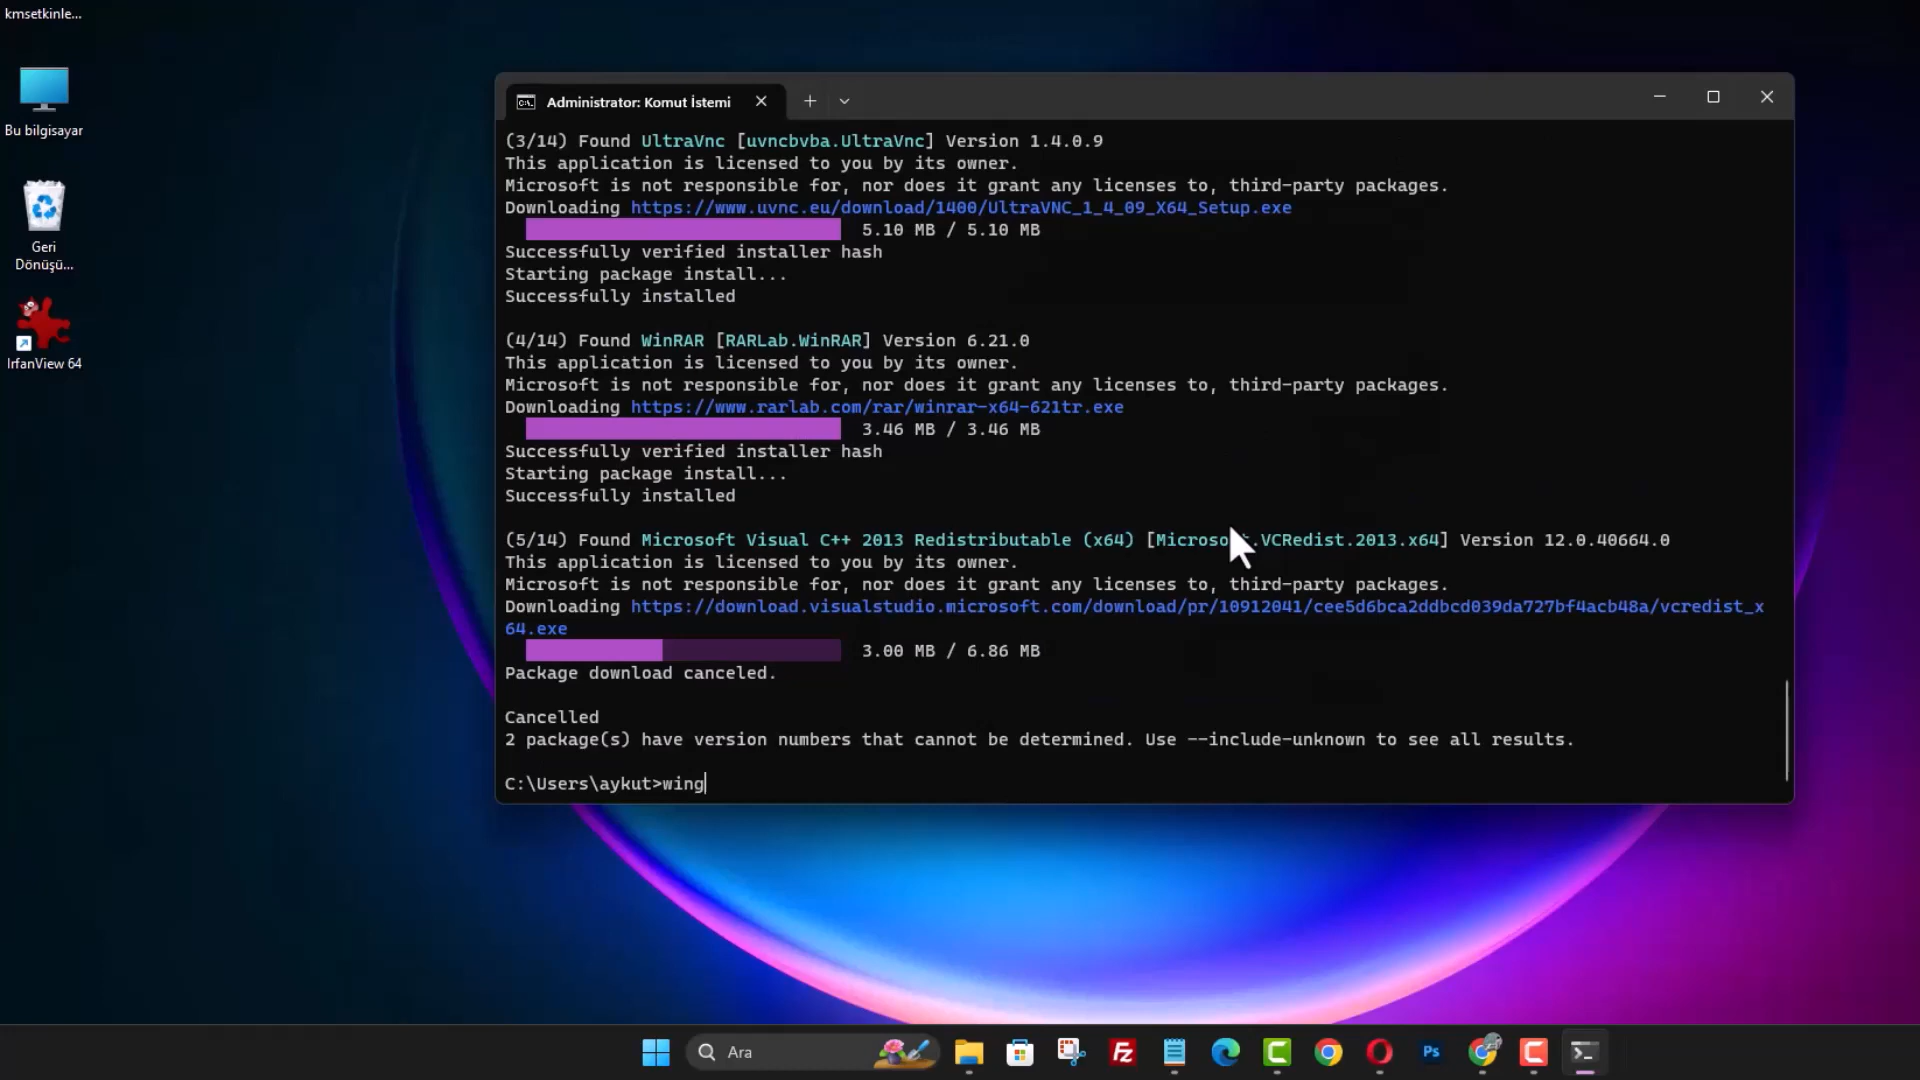 kmsetkinle...
Bu bilgisayar
Geri
Dönüşü...
IrfanView 64
Administrator: Komut İstemi
(3/14) Found UltraVnc [uvncbvba.UltraVnc] Version 1.4.0.9
This application is licensed to you by its owner.
Microsoft is not responsible for, nor does it grant any licenses to, third-party packages.
Downloading https://www.uvnc.eu/download/1400/UltraVNC_1_4_09_X64_Setup.exe
5.10 MB / 5.10 MB
Successfully verified installer hash
Starting package install...
Successfully installed
(4/14) Found WinRAR [RARLab.WinRAR] Version 6.21.0
This application is licensed to you by its owner.
Microsoft is not responsible for, nor does it grant any licenses to, third-party packages.
Downloading https://www.rarlab.com/rar/winrar-x64-621tr.exe
3.46 MB / 3.46 MB
Successfully verified installer hash
Starting package install...
Successfully installed
(5/14) Found Microsoft Visual C++ 2013 Redistributable (x64) [Microsoft.VCRedist.2013.x64] Version 12.0.40664.0
This application is licensed to you by its owner.
Microsoft is not responsible for, nor does it grant any licenses to, third-party packages.
Downloading https://download.visualstudio.microsoft.com/download/pr/10912041/cee5d6bca2ddbcd039da727bf4acb48a/vcredist_x
64.exe
3.00 MB / 6.86 MB
Package download canceled.
Cancelled
2 package(s) have version numbers that cannot be determined. Use --include-unknown to see all results.
C:\Users\aykut>wing
Ara
Fz
Ps